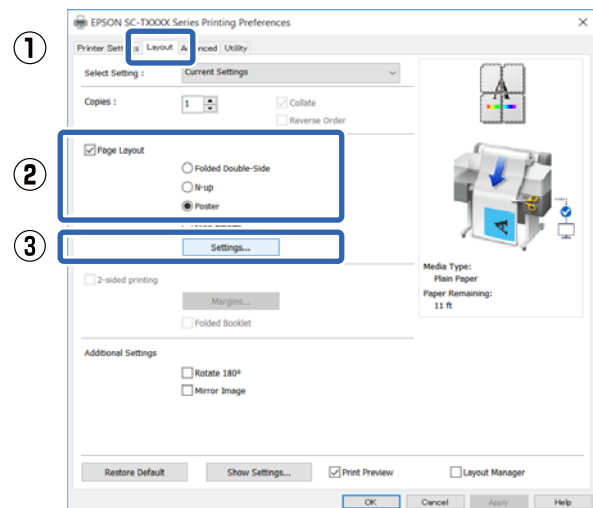 EPSON SC-TXXXX Series Printing Preferences
①
Layout
Utility
Select Setting :
Current Settings
Copies :
1
Collate
Reverse Order
②
Page Layout
Folded Double-Side
N-up
Poster
③
Settings...
2-sided printing
Margins...
Folded Booklet
Media Type:
Plain Paper
Paper Remaining:
11 ft
Additional Settings
Rotate 180º
Mirror Image
Restore Default
Show Settings...
Print Preview
Layout Manager
OK
Cancel
Apply
Help